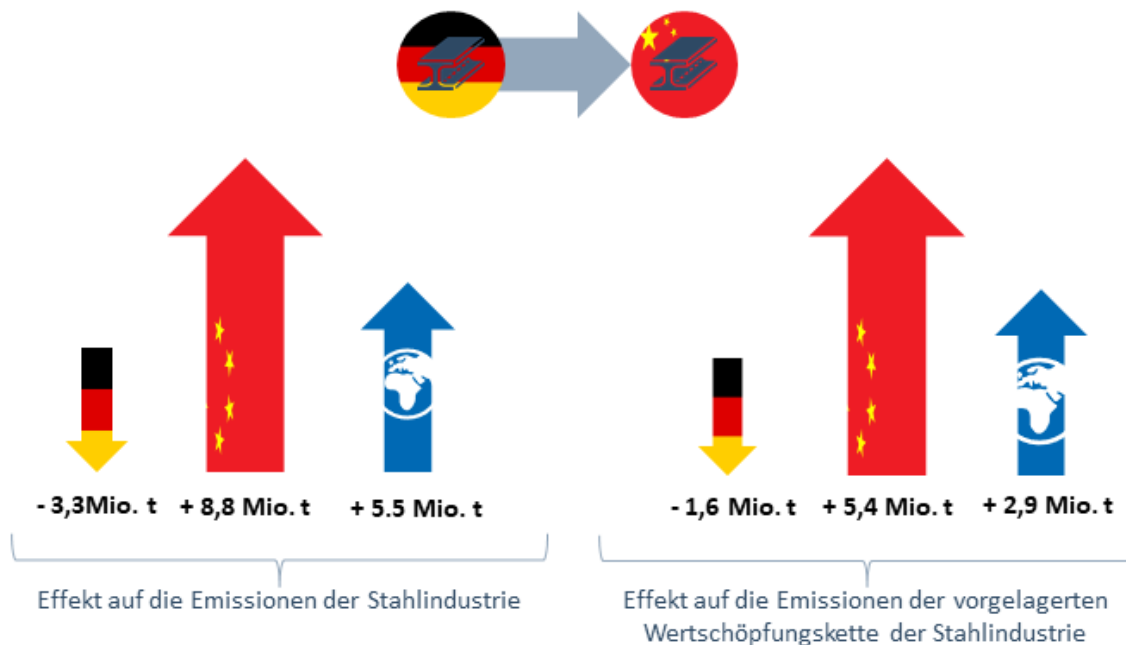 - 3,3Mio. t + 8,8 Mio. t + 5.5 Mio. t
Effekt auf die Emissionen der Stahlindustrie
- 1,6 Mio. t + 5,4 Mio. t + 2,9 Mio. t
Effekt auf die Emissionen der vorgelagerten
Wertschöpfungskette der Stahlindustrie